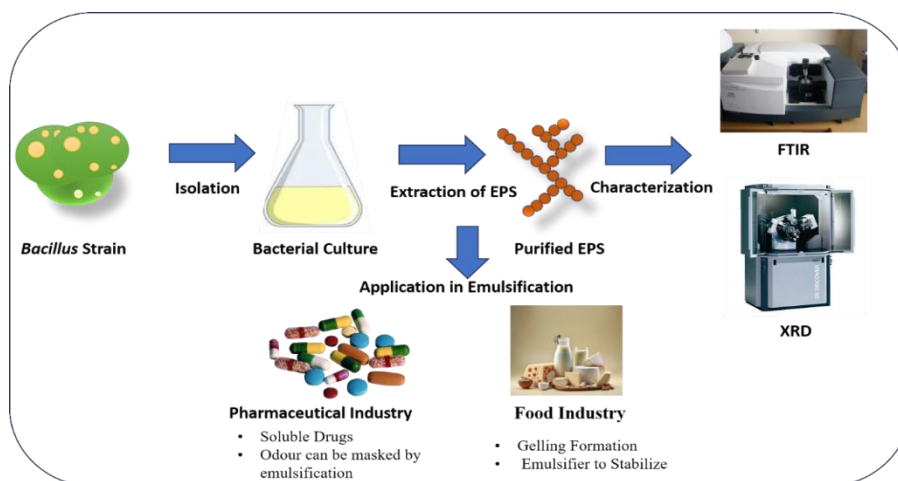 FTIR
Isolation
Extraction of EPS
Characterization
Bacillus Strain
Bacterial Culture
Purified EPS
Application in Emulsification
XRD
Pharmaceutical Industry
• Soluble Drugs
• Odour can be masked by
emulsification
Food Industry
• Gelling Formation
• Emulsifier to Stabilize